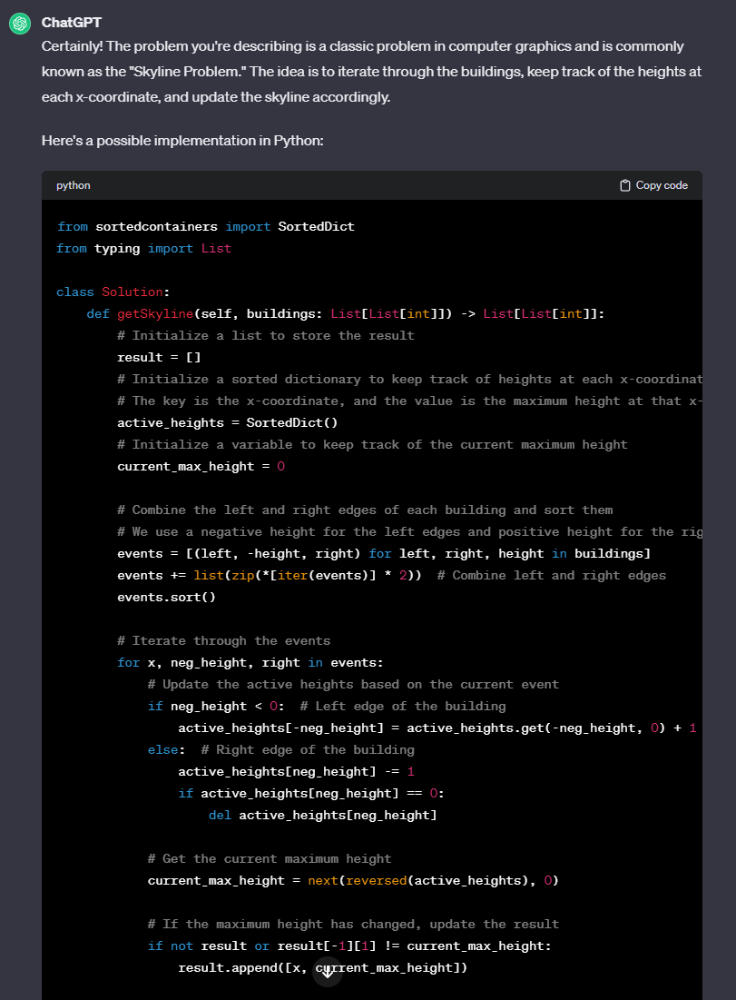 ChatGPT
Certainly! The problem you're describing is a classic problem in computer graphics and is commonly
known as the "Skyline Problem." The idea is to iterate through the buildings, keep track of the heights at
each x-coordinate, and update the skyline accordingly.
Here's a possible implementation in Python:
python
Copy code
from sortedcontainers import SortedDict
from typing import List
class Solution:
    def getSkyline(self, buildings: List[List[int]]) -> List[List[int]]:
        # Initialize a list to store the result
        result = []
        # Initialize a sorted dictionary to keep track of heights at each x-coordinat
        # The key is the x-coordinate, and the value is the maximum height at that x-
        active_heights = SortedDict()
        # Initialize a variable to keep track of the current maximum height
        current_max_height = 0
        # Combine the left and right edges of each building and sort them
        # We use a negative height for the left edges and positive height for the rig
        events = [(left, -height, right) for left, right, height in buildings]
        events += list(zip(*[iter(events)] * 2))  # Combine left and right edges
        events.sort()
        # Iterate through the events
        for x, neg_height, right in events:
            # Update the active heights based on the current event
            if neg_height < 0:  # Left edge of the building
                active_heights[-neg_height] = active_heights.get(-neg_height, 0) + 1
            else:  # Right edge of the building
                active_heights[neg_height] -= 1
                if active_heights[neg_height] == 0:
                    del active_heights[neg_height]
            # Get the current maximum height
            current_max_height = next(reversed(active_heights), 0)
            # If the maximum height has changed, update the result
            if not result or result[-1][1] != current_max_height:
                result.append([x, current_max_height])